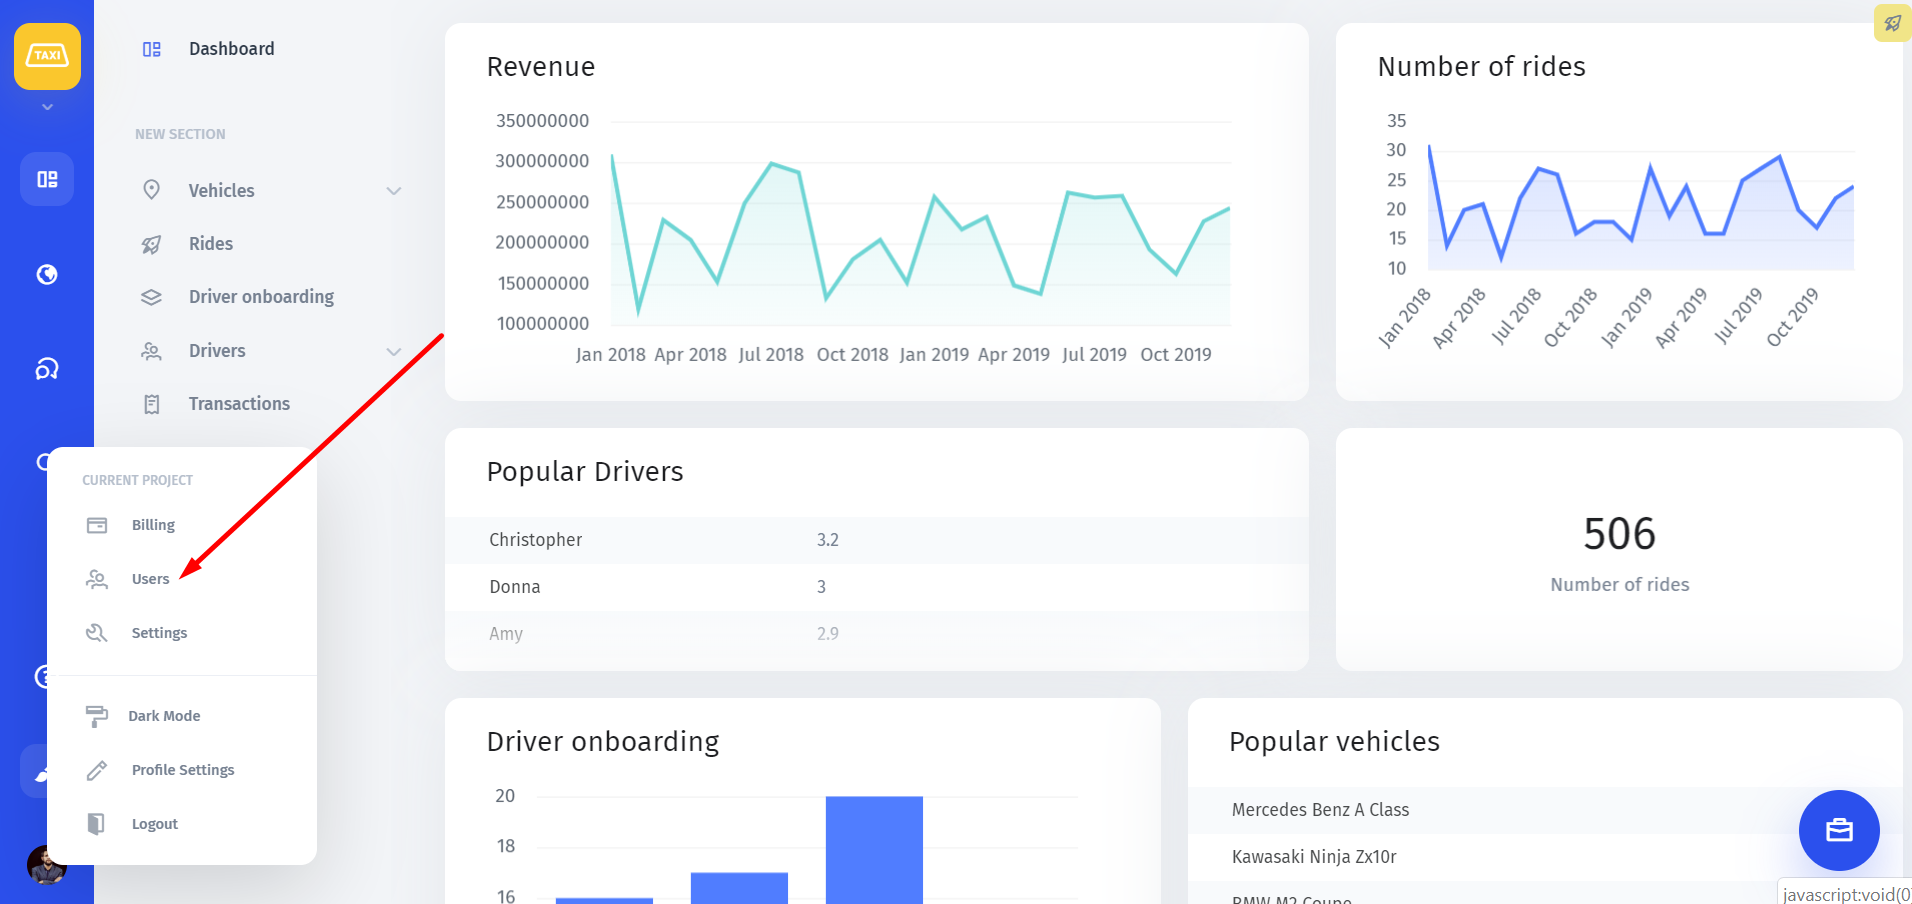 TAXI
Dashboard
NEW SECTION
Vehicles
Rides
Driver onboarding
Drivers
Transactions
CURRENT PROJECT
Billing
Users
Settings
Dark Mode
Profile Settings
Logout
Revenue
350000000
300000000
250000000
200000000
150000000
100000000
Jan 2018 Apr 2018 Jul 2018 Oct 2018 Jan 2019 Apr 2019 Jul 2019 Oct 2019
Number of rides
35
30
25
20
15
10
Jan 2018 Apr 2018 Jul 2018 Oct 2018 Jan 2019 Apr 2019 Jul 2019 Oct 2019
Popular Drivers
Christopher 3.2
Donna 3
Amy 2.9
506
Number of rides
Driver onboarding
20
18
16
Popular vehicles
Mercedes Benz A Class
Kawasaki Ninja Zx10r
BMW M2 Coupe
javascript:void(0)